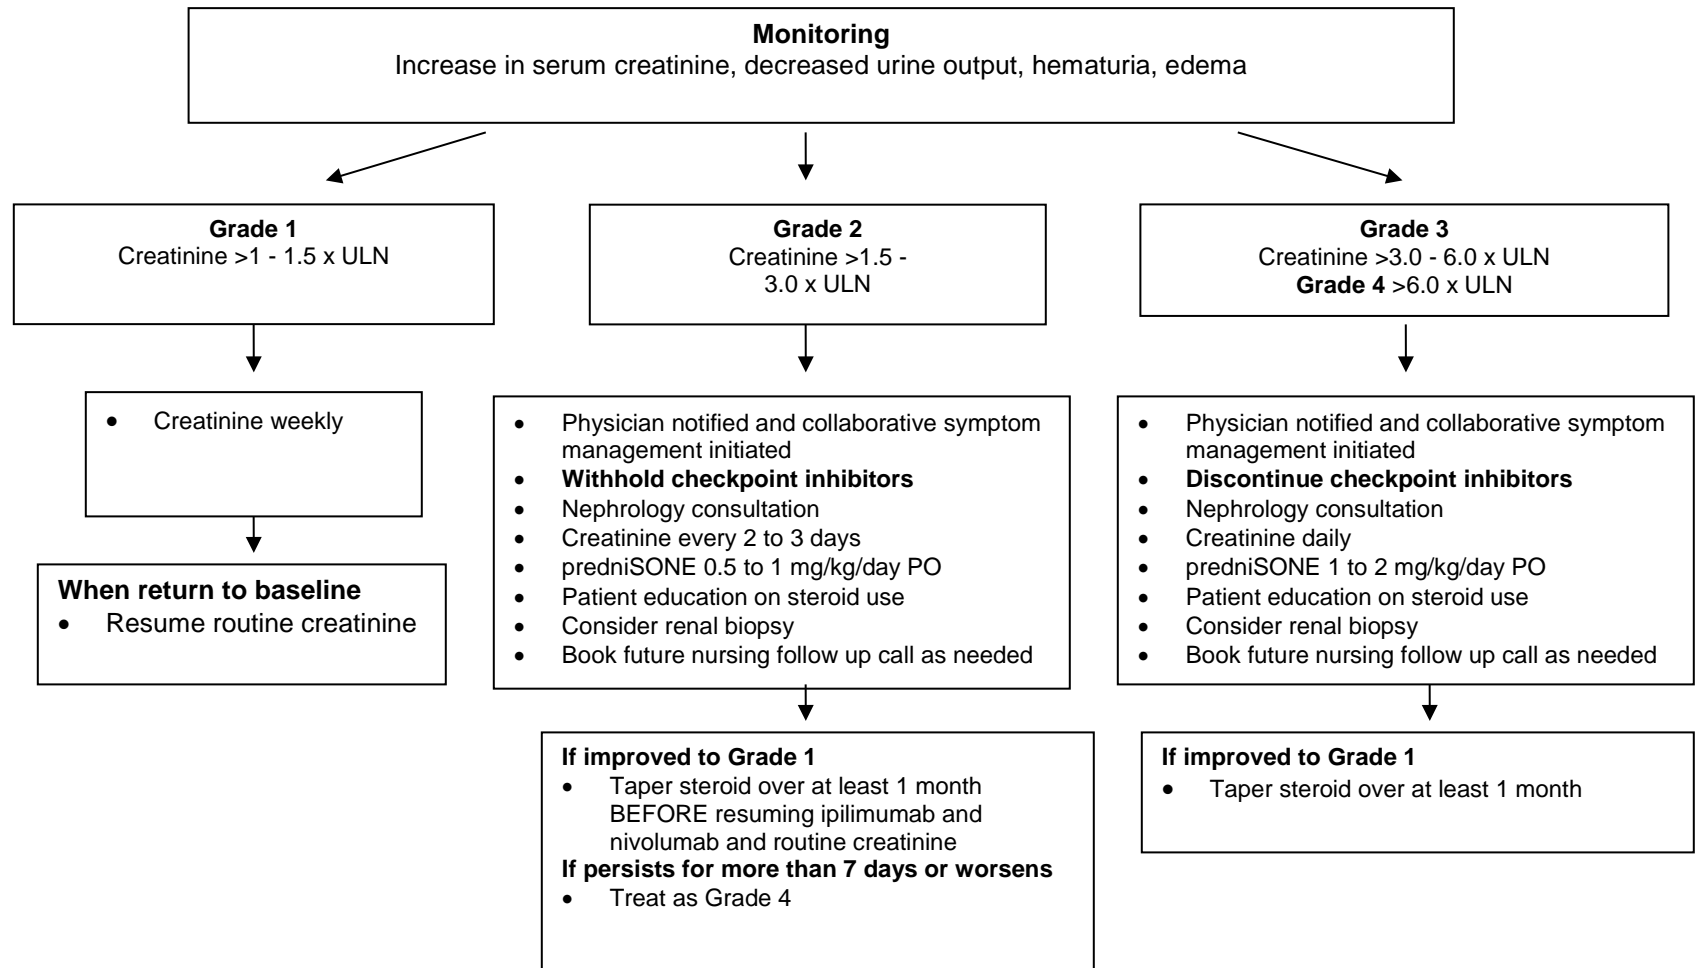 Monitoring
Increase in serum creatinine, decreased urine output, hematuria, edema
Grade 1
Creatinine >1 - 1.5 x ULN
Grade 2
Creatinine >1.5 -
3.0 x ULN
Grade 3
Creatinine >3.0 - 6.0 x ULN
Grade 4 >6.0 x ULN
• Creatinine weekly
When return to baseline
• Resume routine creatinine
• Physician notified and collaborative symptom
management initiated
• Withhold checkpoint inhibitors
• Nephrology consultation
• Creatinine every 2 to 3 days
• predniSONE 0.5 to 1 mg/kg/day PO
• Patient education on steroid use
• Consider renal biopsy
• Book future nursing follow up call as needed
If improved to Grade 1
• Taper steroid over at least 1 month
BEFORE resuming ipilimumab and
nivolumab and routine creatinine
If persists for more than 7 days or worsens
• Treat as Grade 4
• Physician notified and collaborative symptom
management initiated
• Discontinue checkpoint inhibitors
• Nephrology consultation
• Creatinine daily
• predniSONE 1 to 2 mg/kg/day PO
• Patient education on steroid use
• Consider renal biopsy
• Book future nursing follow up call as needed
If improved to Grade 1
• Taper steroid over at least 1 month